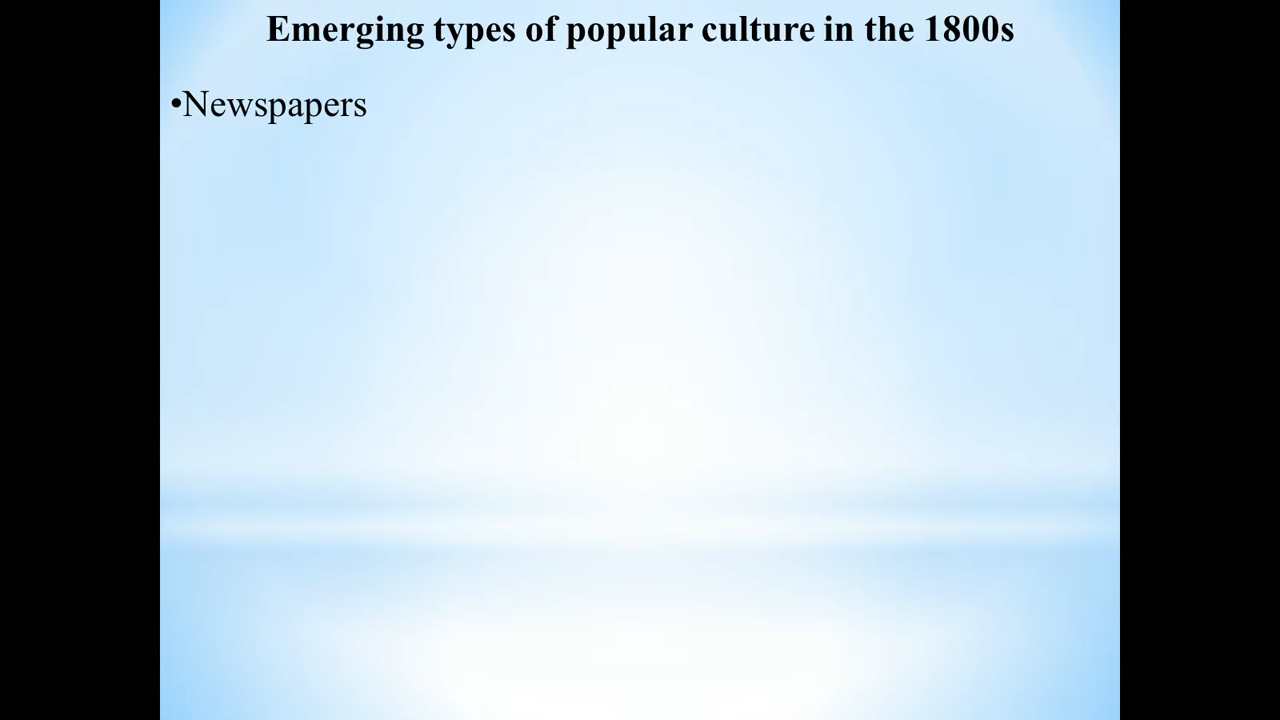 Emerging types of popular culture in the 1800s
•Newspapers